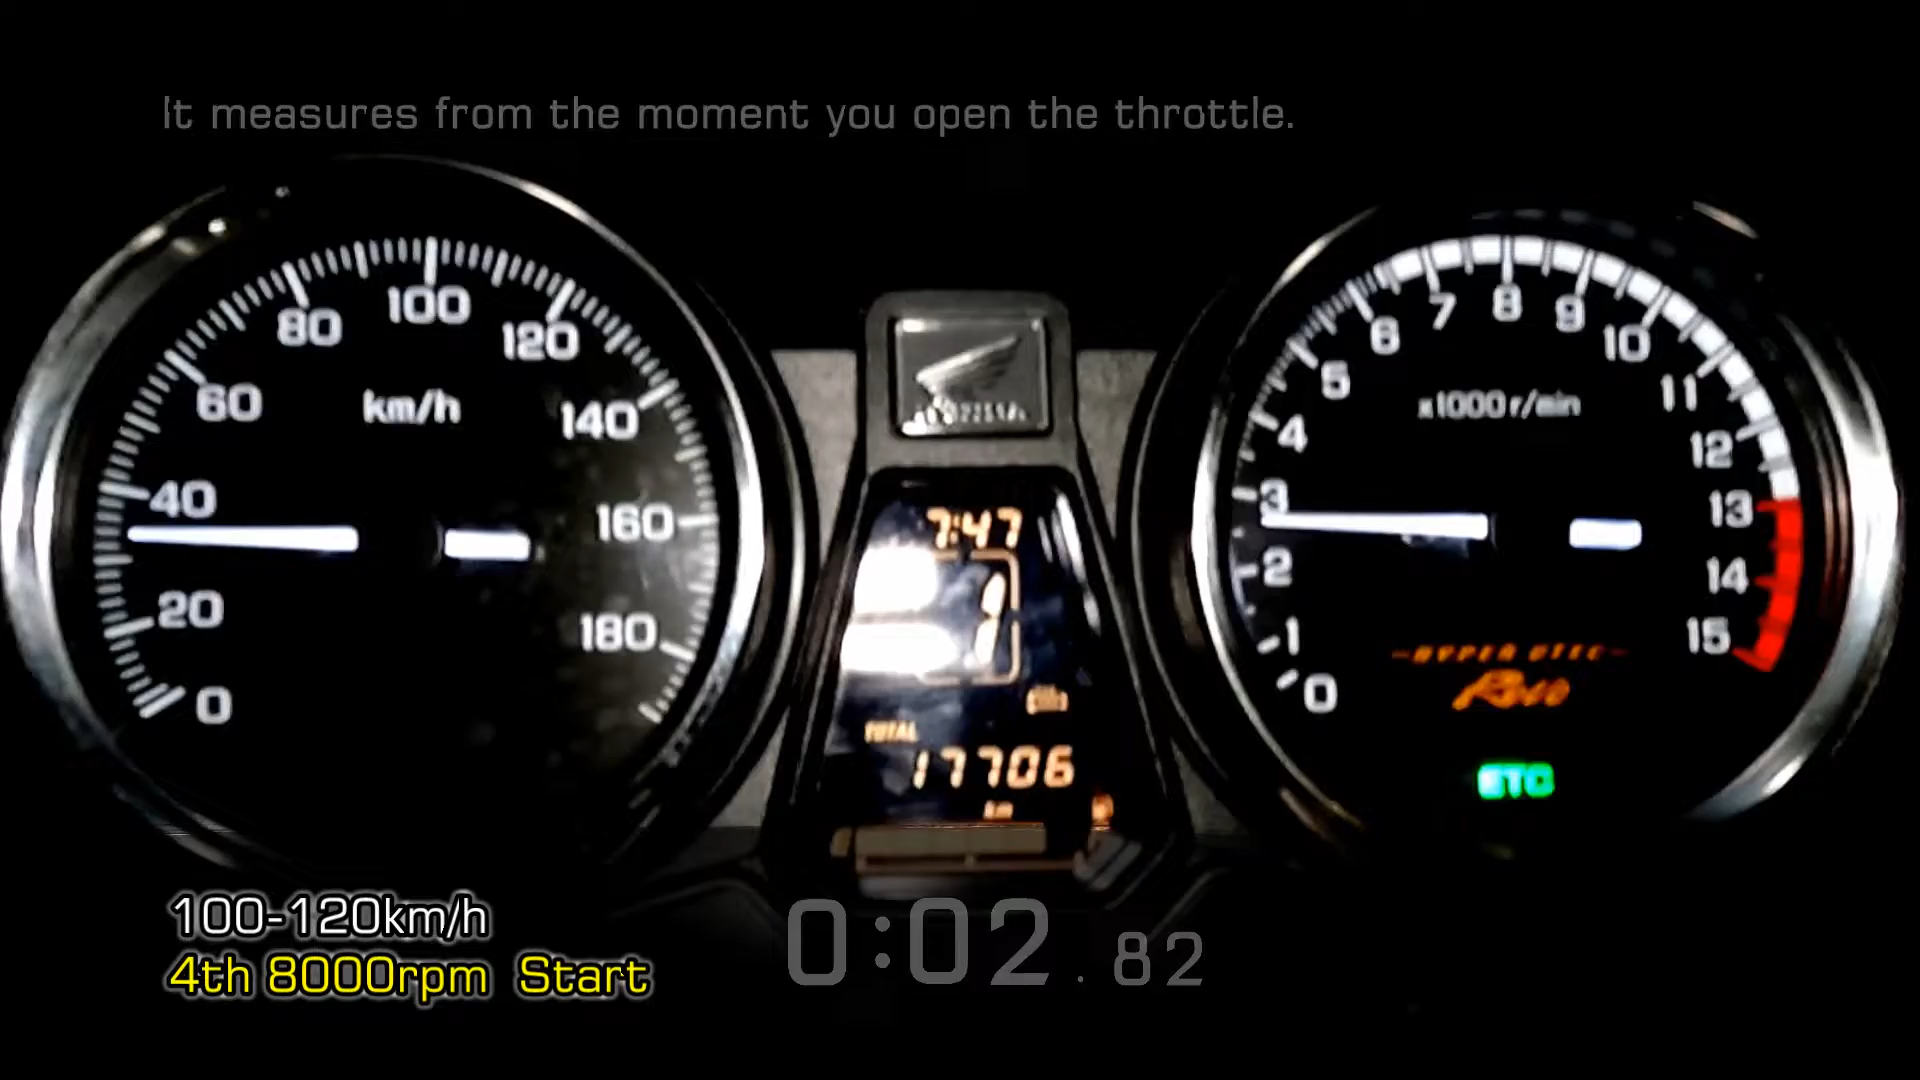 It measures from the moment you open the throttle.
0
20
40
60
80
100
120
140
160
180
km/h
7:47
TOTAL
17706
km
0
1
2
3
4
5
6
7
8
9
10
11
12
13
14
15
x1000 r/min
HYPER VTEC
Revo
ETC
100-120km/h
4th 8000rpm Start
0:02.82